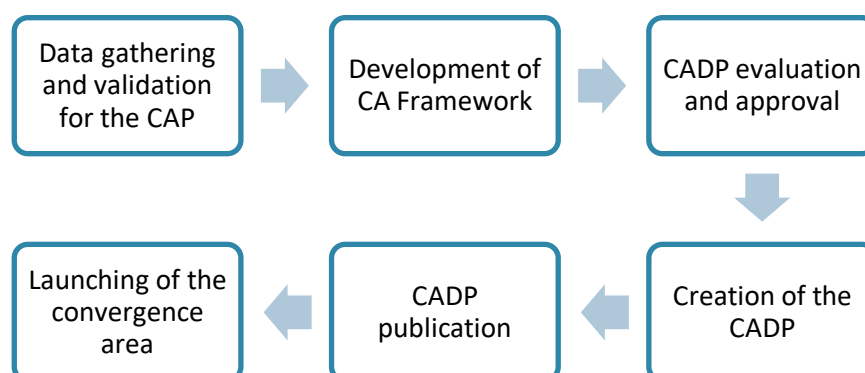 Data gathering
and validation
for the CAP
Development of
CA Framework
CADP evaluation
and approval
Creation of the
CADP
CADP
publication
Launching of the
convergence
area